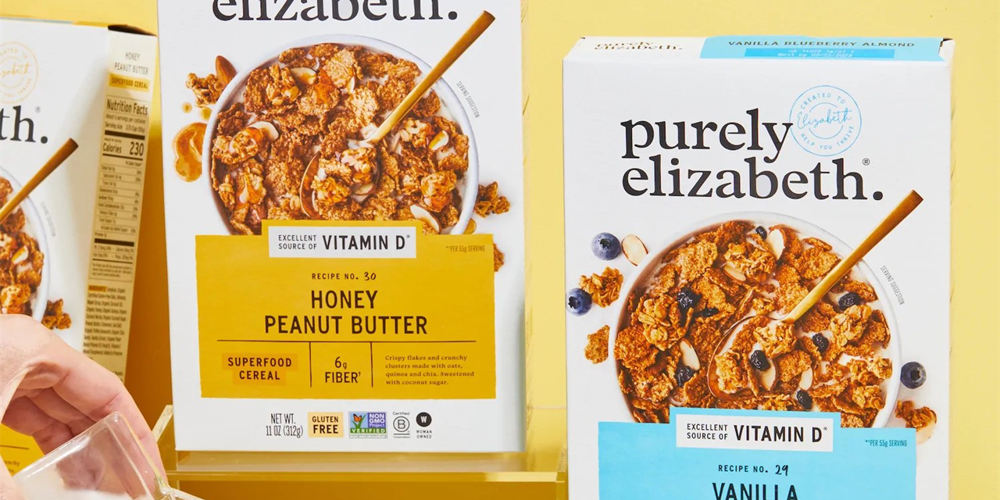 th.
HONEY
PEANUT BUTTER
SUPERFOOD CEREAL
Nutrition Facts
Calories 230
elizabeth.
SERVING SUGGESTION
EXCELLENT
SOURCE OF VITAMIN D*
*†PER 55g SERVING
RECIPE NO. 30
HONEY
PEANUT BUTTER
SUPERFOOD
CEREAL
6g
FIBER†
Crispy flakes and crunchy
clusters made with oats,
quinoa and chia. Sweetened
with coconut sugar.
NET WT.
11 OZ (312g)
GLUTEN
FREE
NON
GMO
Project
VERIFIED
Certified
B
Corporation
W
WOMAN
OWNED
purely
elizabeth.
VANILLA BLUEBERRY ALMOND
purely
elizabeth®.
CREATED TO
Elizabeth
HELP YOU THRIVE
SERVING SUGGESTION
EXCELLENT
SOURCE OF VITAMIN D*
*†PER 55g SERVING
RECIPE NO. 29
VANILLA